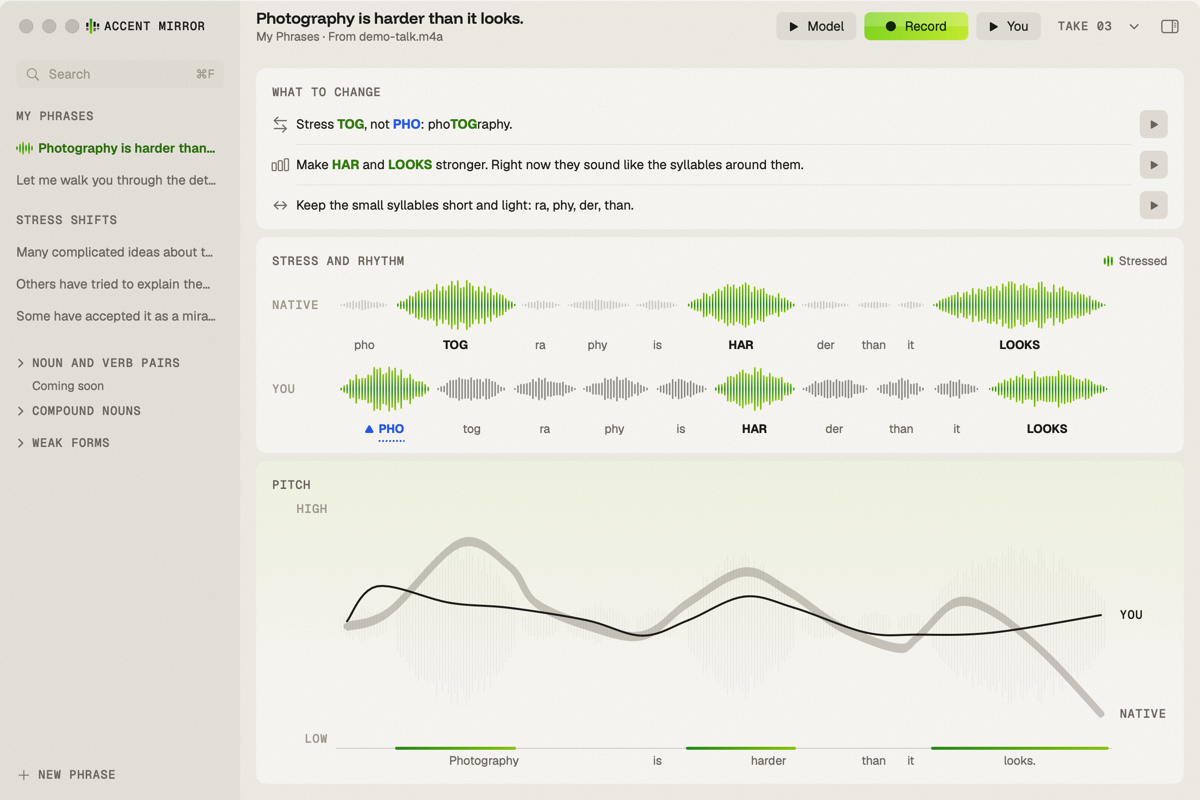 ACCENT MIRROR
Search ⌘F
MY PHRASES
Photography is harder than…
Let me walk you through the det…
STRESS SHIFTS
Many complicated ideas about t…
Others have tried to explain the…
Some have accepted it as a mira…
NOUN AND VERB PAIRS
Coming soon
COMPOUND NOUNS
WEAK FORMS
+ NEW PHRASE
Photography is harder than it looks.
My Phrases · From demo-talk.m4a
Model Record You TAKE 03
WHAT TO CHANGE
Stress TOG, not PHO: phoTOGraphy.
Make HAR and LOOKS stronger. Right now they sound like the syllables around them.
Keep the small syllables short and light: ra, phy, der, than.
STRESS AND RHYTHM Stressed
NATIVE
pho TOG ra phy is HAR der than it LOOKS
YOU
PHO tog ra phy is HAR der than it LOOKS
PITCH
HIGH
YOU
NATIVE
LOW
Photography is harder than it looks.